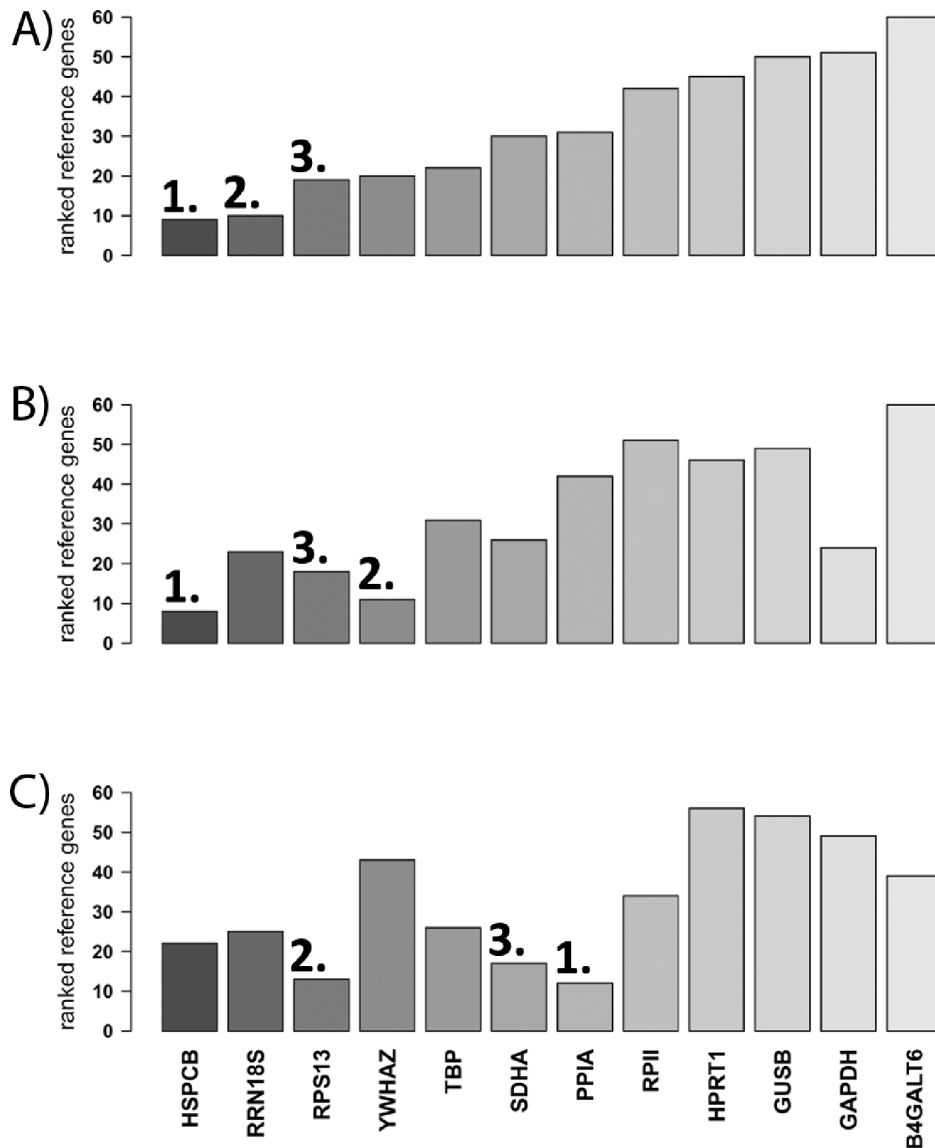 A)
ranked reference genes
60
50
40
30
20
10
0
1.
2.
3.
B)
ranked reference genes
60
50
40
30
20
10
0
1.
3.
2.
C)
ranked reference genes
60
50
40
30
20
10
0
2.
3.
1.
HSPCB
RRN18S
RPS13
YWHAZ
TBP
SDHA
PPIA
RPII
HPRT1
GUSB
GAPDH
B4GALT6